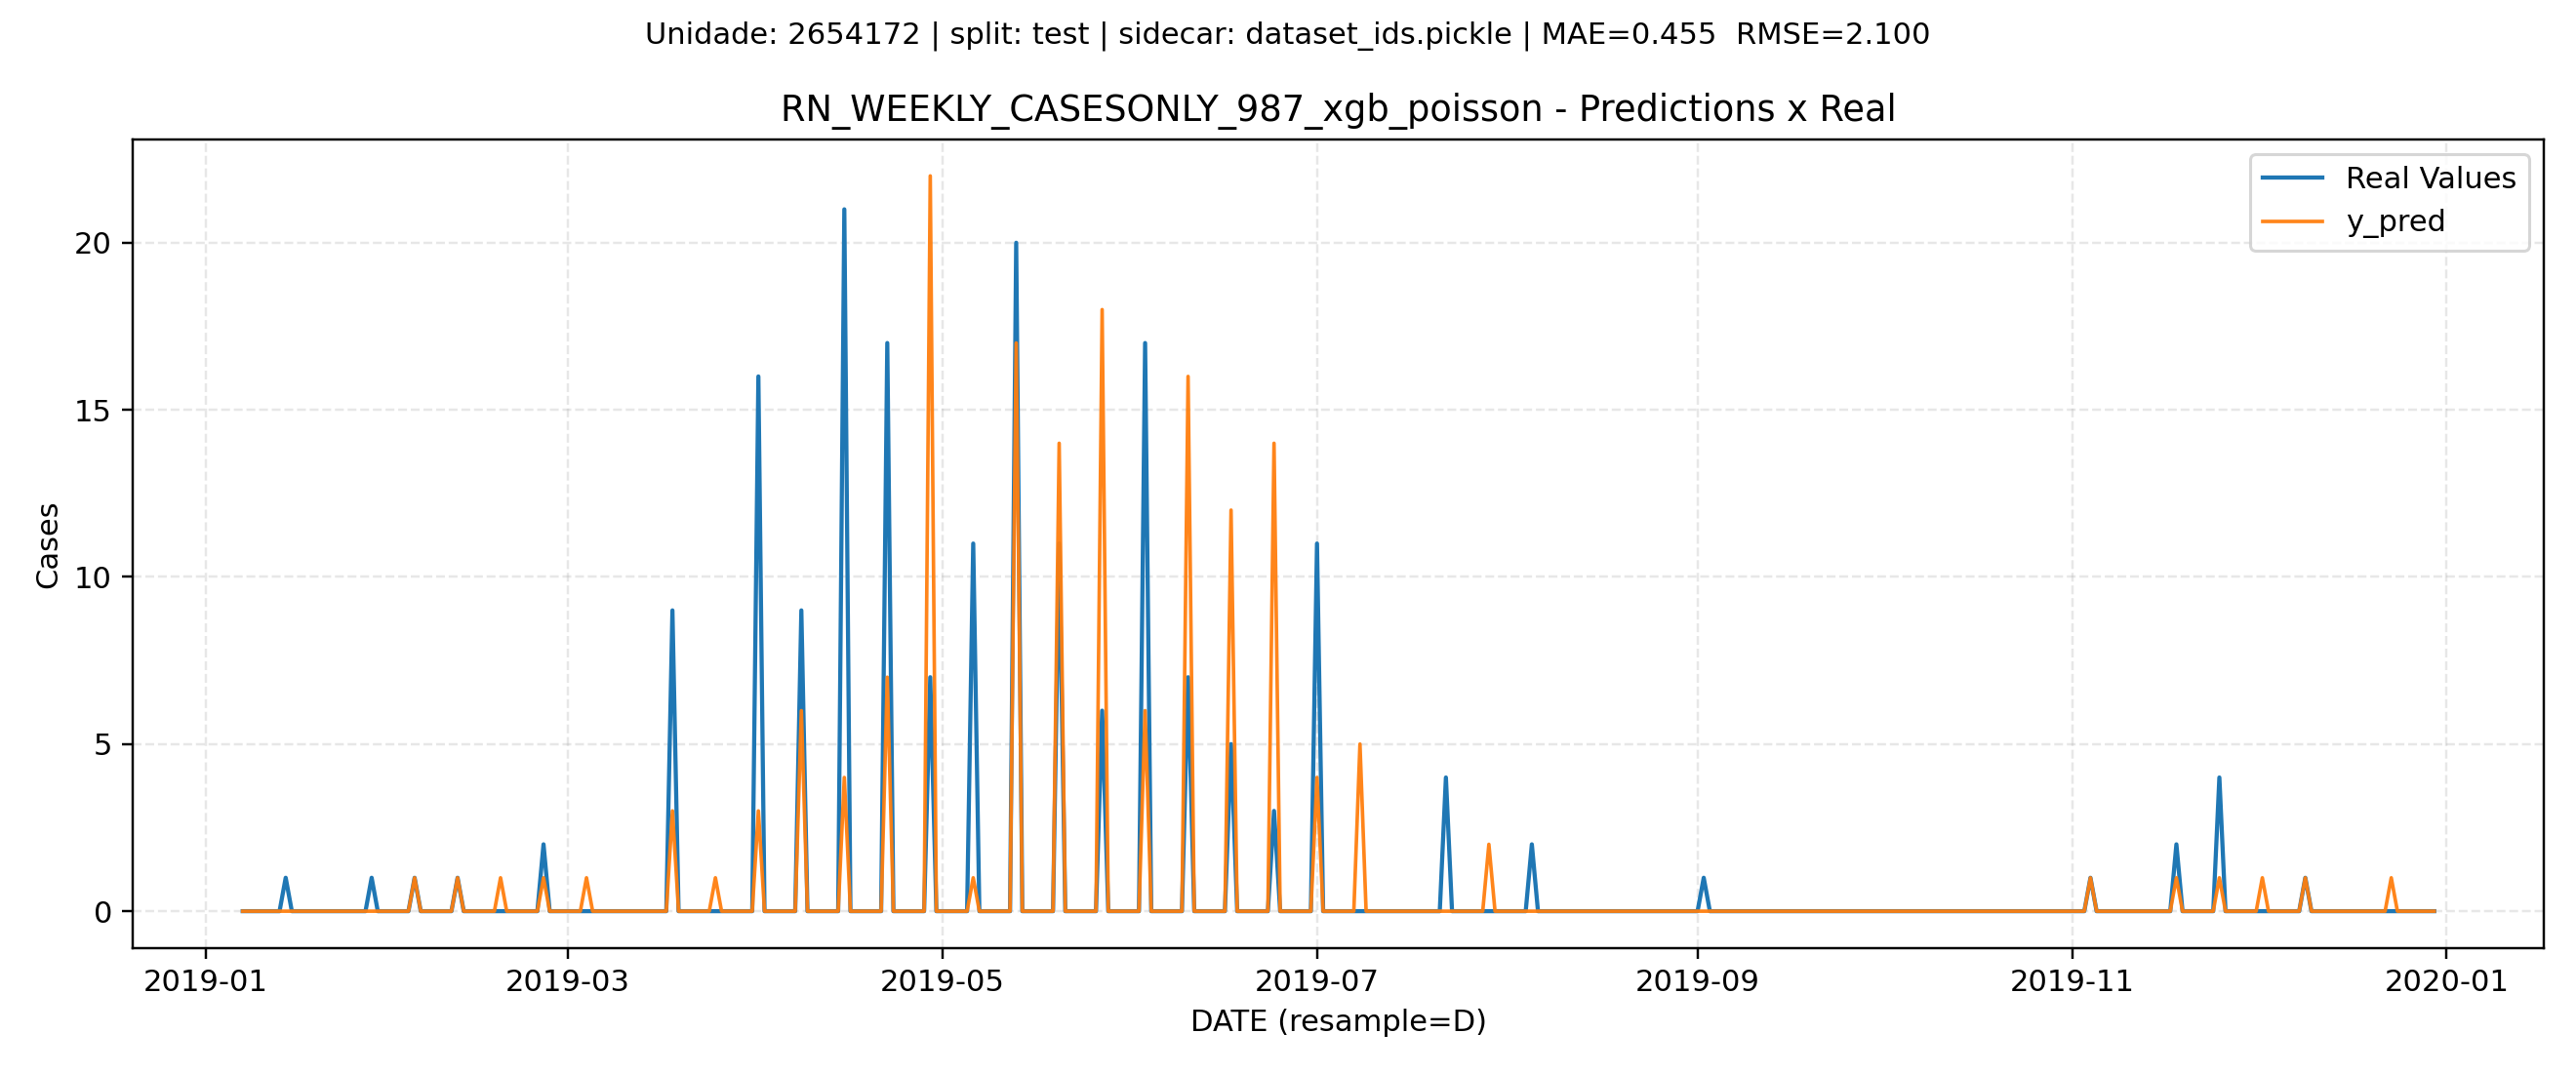 Unidade: 2654172 | split: test | sidecar: dataset_ids.pickle | MAE=0.455  RMSE=2.100
RN_WEEKLY_CASESONLY_987_xgb_poisson - Predictions x Real
Real Values
y_pred
Cases
20
15
10
5
0
2019-01
2019-03
2019-05
2019-07
2019-09
2019-11
2020-01
DATE (resample=D)